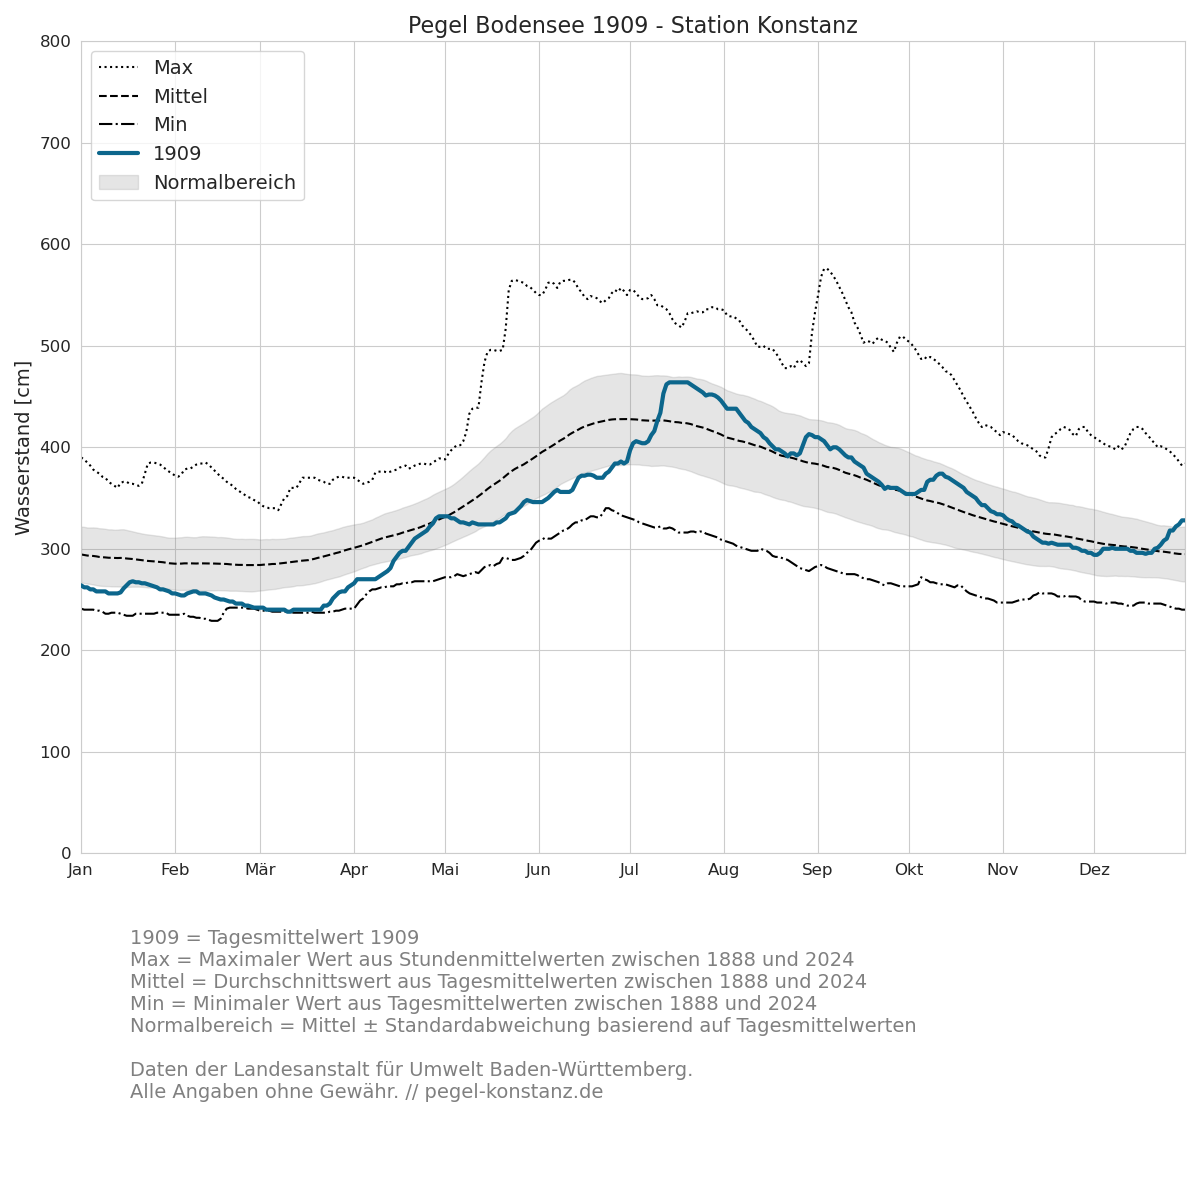 Pegel Bodensee 1909 - Station Konstanz
800
700
600
500
400
300
200
100
0
Wasserstand [cm]
Max
Mittel
Min
1909
Normalbereich
Jan Feb Mär Apr Mai Jun Jul Aug Sep Okt Nov Dez
1909 = Tagesmittelwert 1909
Max = Maximaler Wert aus Stundenmittelwerten zwischen 1888 und 2024
Mittel = Durchschnittswert aus Tagesmittelwerten zwischen 1888 und 2024
Min = Minimaler Wert aus Tagesmittelwerten zwischen 1888 und 2024
Normalbereich = Mittel ± Standardabweichung basierend auf Tagesmittelwerten
Daten der Landesanstalt für Umwelt Baden-Württemberg.
Alle Angaben ohne Gewähr. // pegel-konstanz.de